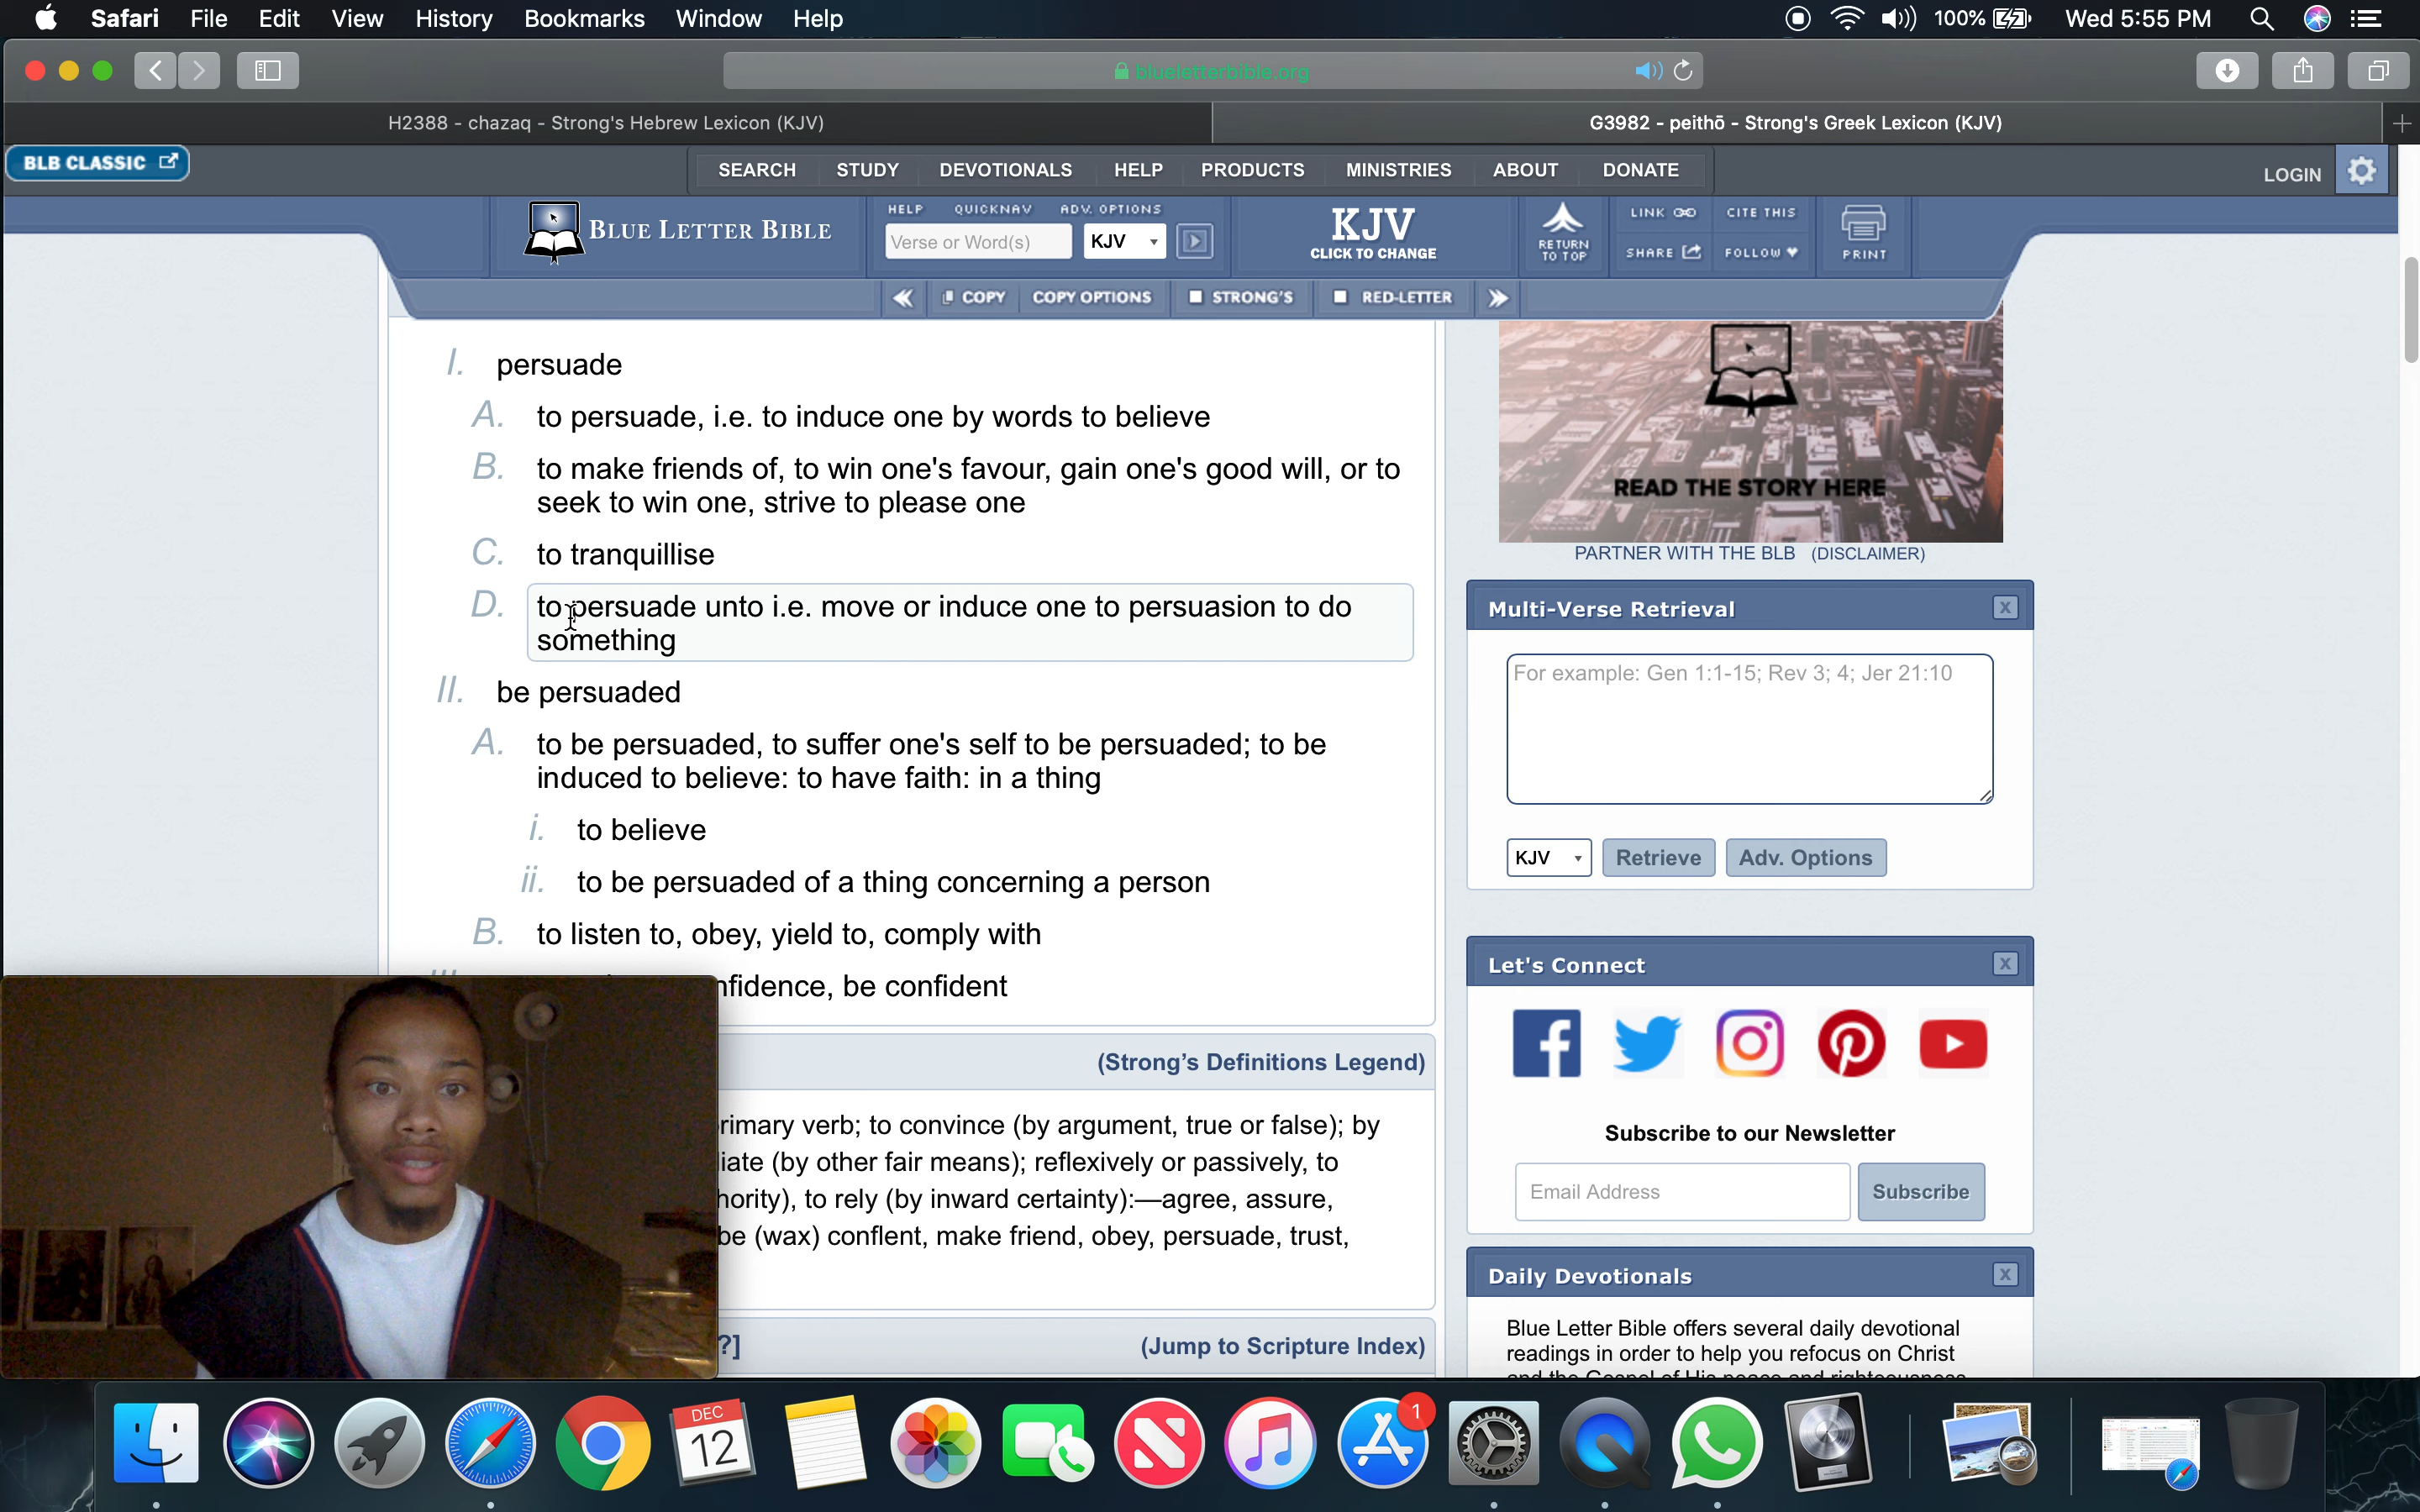 Safari File Edit View History Bookmarks Window Help 100% Wed 5:55 PM
blueletterbible.org
H2388 - chazaq - Strong's Hebrew Lexicon (KJV)
G3982 - peithō - Strong's Greek Lexicon (KJV)
BLB CLASSIC
SEARCH STUDY DEVOTIONALS HELP PRODUCTS MINISTRIES ABOUT DONATE
LOGIN
BLUE LETTER BIBLE
HELP QUICKNAV ADV. OPTIONS
Verse or Word(s) KJV
KJV
CLICK TO CHANGE
RETURN
TO TOP
LINK CITE THIS
SHARE FOLLOW
PRINT
COPY COPY OPTIONS STRONG'S RED-LETTER
I. persuade
A. to persuade, i.e. to induce one by words to believe
B. to make friends of, to win one's favour, gain one's good will, or to
seek to win one, strive to please one
C. to tranquillise
D. to persuade unto i.e. move or induce one to persuasion to do
something
II. be persuaded
A. to be persuaded, to suffer one's self to be persuaded; to be
induced to believe: to have faith: in a thing
i. to believe
ii. to be persuaded of a thing concerning a person
B. to listen to, obey, yield to, comply with
be confident
(Strong's Definitions Legend)
verb; to convince (by argument, true or false); by
(by other fair means); reflexively or passively, to
to rely (by inward certainty):—agree, assure,
be (wax) conflent, make friend, obey, persuade, trust,
?]
(Jump to Scripture Index)
READ THE STORY HERE
PARTNER WITH THE BLB (DISCLAIMER)
Multi-Verse Retrieval X
For example: Gen 1:1-15; Rev 3; 4; Jer 21:10
KJV Retrieve Adv. Options
Let's Connect X
Subscribe to our Newsletter
Email Address Subscribe
Daily Devotionals X
Blue Letter Bible offers several daily devotional
readings in order to help you refocus on Christ
and the Gospel of His peace and righteousness
DEC
12
1